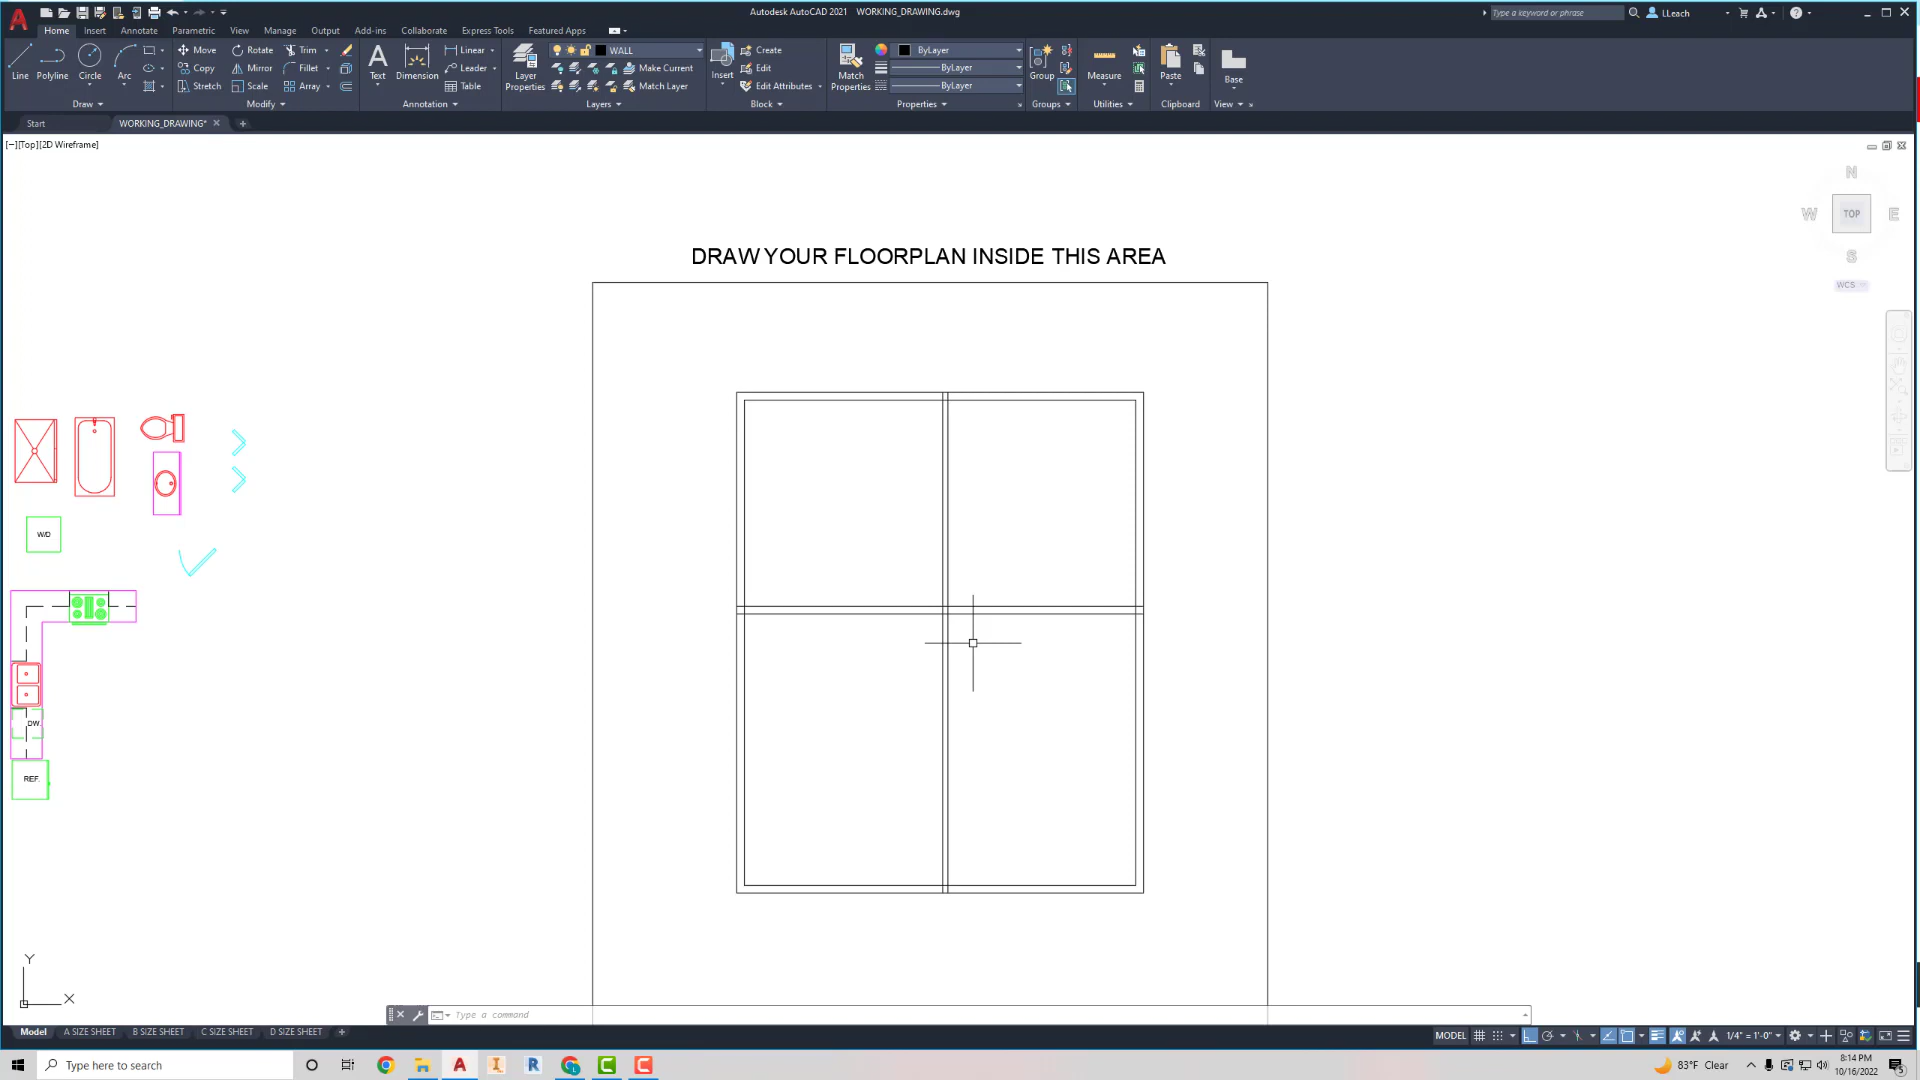 Autodesk AutoCAD 2021 WORKING_DRAWING.dwg
Type a keyword or phrase
LLeach
Home Insert Annotate Parametric View Manage Output Add-ins Collaborate Express Tools Featured Apps
Line Polyline Circle Arc
Move Rotate Trim
Copy Mirror Fillet
Stretch Scale Array
Text Dimension
Linear
Leader
Table
Layer Properties
WALL
Make Current
Match Layer
Insert
Create
Edit
Edit Attributes
Match Properties
ByLayer
ByLayer
ByLayer
Group
Measure
Paste
Base
Draw Modify Annotation Layers Block Properties Groups Utilities Clipboard View
Start WORKING_DRAWING*
[−][Top][2D Wireframe]
N
W TOP E
S
WCS
DRAW YOUR FLOORPLAN INSIDE THIS AREA
W/D
DW.
REF.
Y
X
Type a command
Model A SIZE SHEET B SIZE SHEET C SIZE SHEET D SIZE SHEET
MODEL 1/4" = 1'-0"
Type here to search
83°F Clear
8:14 PM
10/16/2022